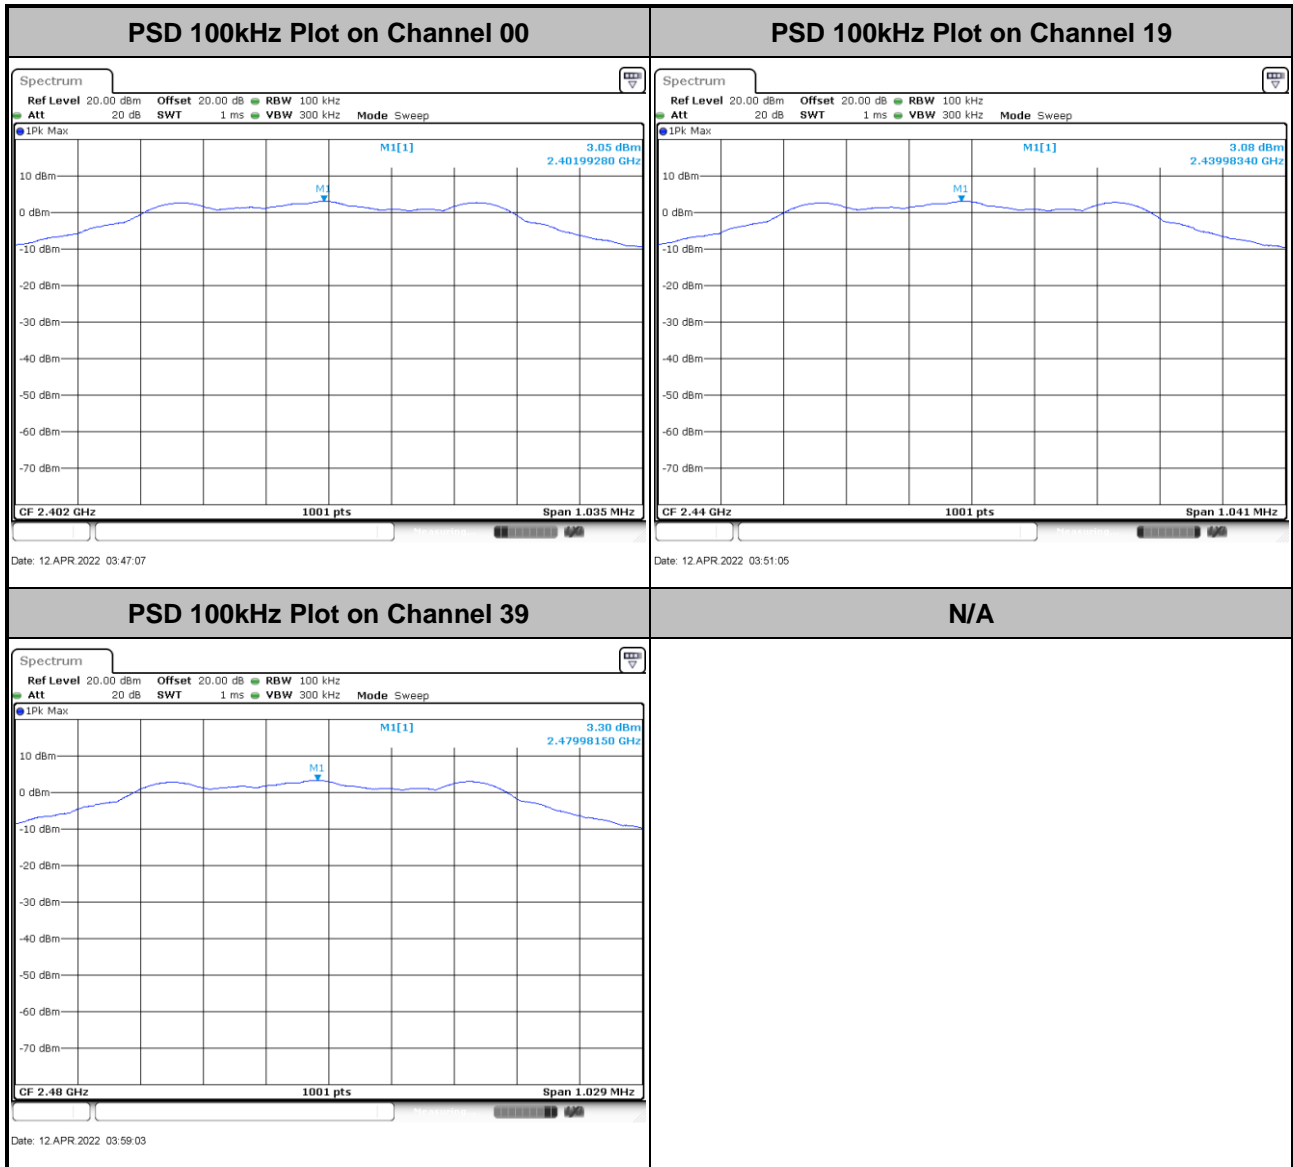 PSD 100kHz Plot on Channel 00
PSD 100kHz Plot on Channel 19
Spectrum
Ref Level 20.00 dBm Offset 20.00 dB RBW 100 kHz
Att 20 dB SWT 1 ms VBW 300 kHz Mode Sweep
1Pk Max
M1[1] 3.05 dBm
2.40199280 GHz
10 dBm
M1
0 dBm
-10 dBm
-20 dBm
-30 dBm
-40 dBm
-50 dBm
-60 dBm
-70 dBm
CF 2.402 GHz 1001 pts Span 1.035 MHz
Measuring...
Date: 12.APR.2022 03:47:07
Spectrum
Ref Level 20.00 dBm Offset 20.00 dB RBW 100 kHz
Att 20 dB SWT 1 ms VBW 300 kHz Mode Sweep
1Pk Max
M1[1] 3.08 dBm
2.43998340 GHz
10 dBm
M1
0 dBm
-10 dBm
-20 dBm
-30 dBm
-40 dBm
-50 dBm
-60 dBm
-70 dBm
CF 2.44 GHz 1001 pts Span 1.041 MHz
Measuring...
Date: 12.APR.2022 03:51:05
PSD 100kHz Plot on Channel 39
N/A
Spectrum
Ref Level 20.00 dBm Offset 20.00 dB RBW 100 kHz
Att 20 dB SWT 1 ms VBW 300 kHz Mode Sweep
1Pk Max
M1[1] 3.30 dBm
2.47998150 GHz
10 dBm
M1
0 dBm
-10 dBm
-20 dBm
-30 dBm
-40 dBm
-50 dBm
-60 dBm
-70 dBm
CF 2.48 GHz 1001 pts Span 1.029 MHz
Measuring...
Date: 12.APR.2022 03:59:03